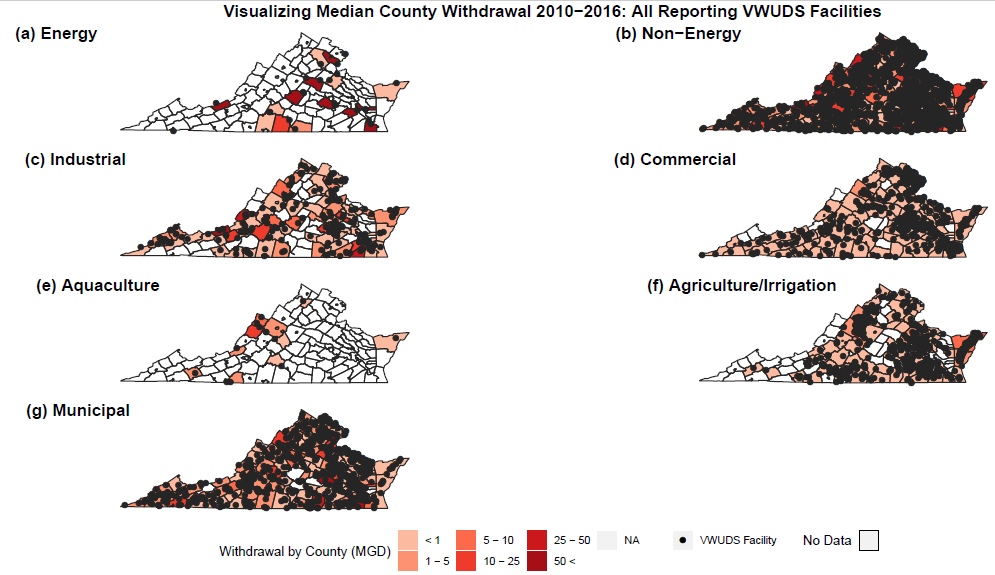 Visualizing Median County Withdrawal 2010−2016: All Reporting VWUDS Facilities
(a) Energy
(b) Non−Energy
(c) Industrial
(d) Commercial
(e) Aquaculture
(f) Agriculture/Irrigation
(g) Municipal
Withdrawal by County (MGD)
< 1
5 − 10
25 − 50
NA
VWUDS Facility
No Data
1 − 5
10 − 25
50 <